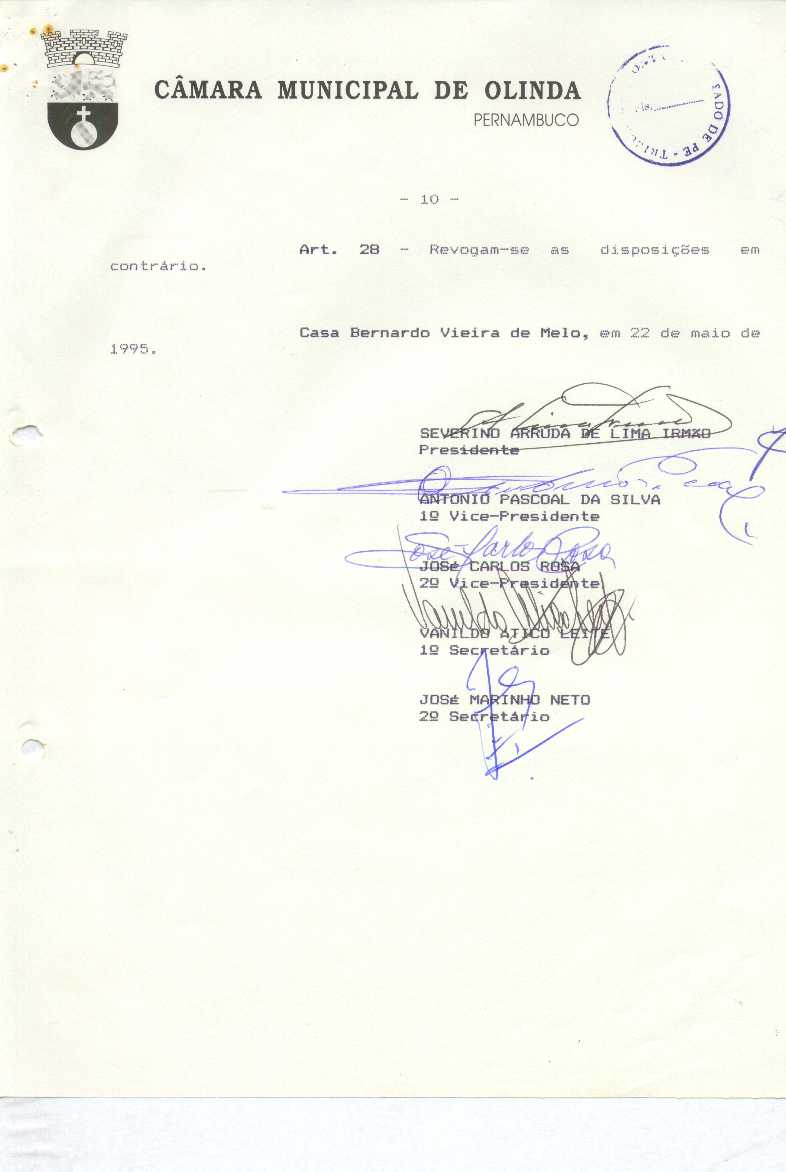 CÂMARA MUNICIPAL DE OLINDA
PERNAMBUCO
TADO DE PE - TRIBU
Fls.
- 10 -
Art. 28 - Revogam-se as disposições em
contrário.
Casa Bernardo Vieira de Melo, em 22 de maio de
1995.
SEVERINO ARRUDA DE LIMA IRMÃO
Presidente
ANTONIO PASCOAL DA SILVA
1º Vice-Presidente
José Carlos Rosa
JOSÉ CARLOS ROSA
2º Vice-Presidente
Vanildo
VANILDO ATICO LEITE
1º Secretário
JOSÉ MARINHO NETO
2º Secretário